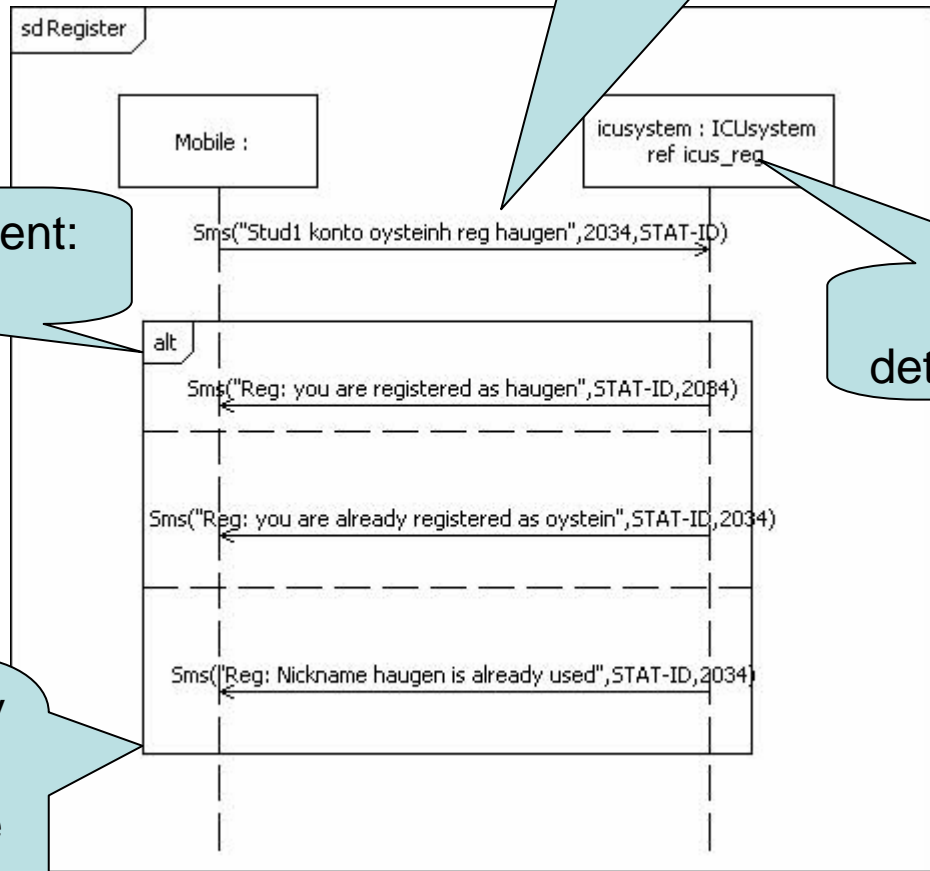 sd Register
Mobile :
icusystem : ICUsystem
ref icus_reg
Sms("Stud1 konto oysteinh reg haugen",2034,STAT-ID)
alt
Sms("Reg: you are registered as haugen",STAT-ID,2034)
Sms("Reg: you are already registered as oystein",STAT-ID,2034)
Sms("Reg: Nickname haugen is already used",STAT-ID,2034)